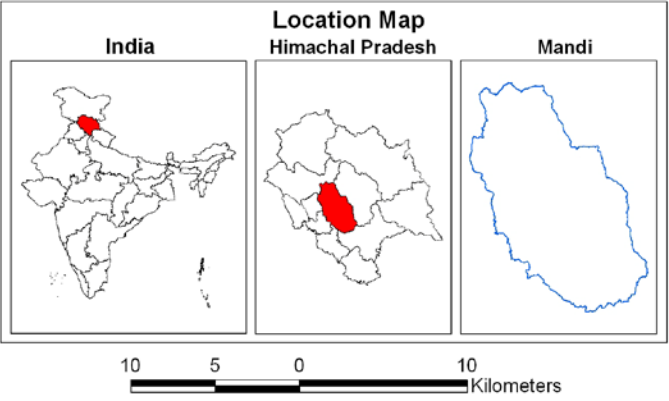 Location Map
India
Himachal Pradesh
Mandi
10 5 0 10
Kilometers